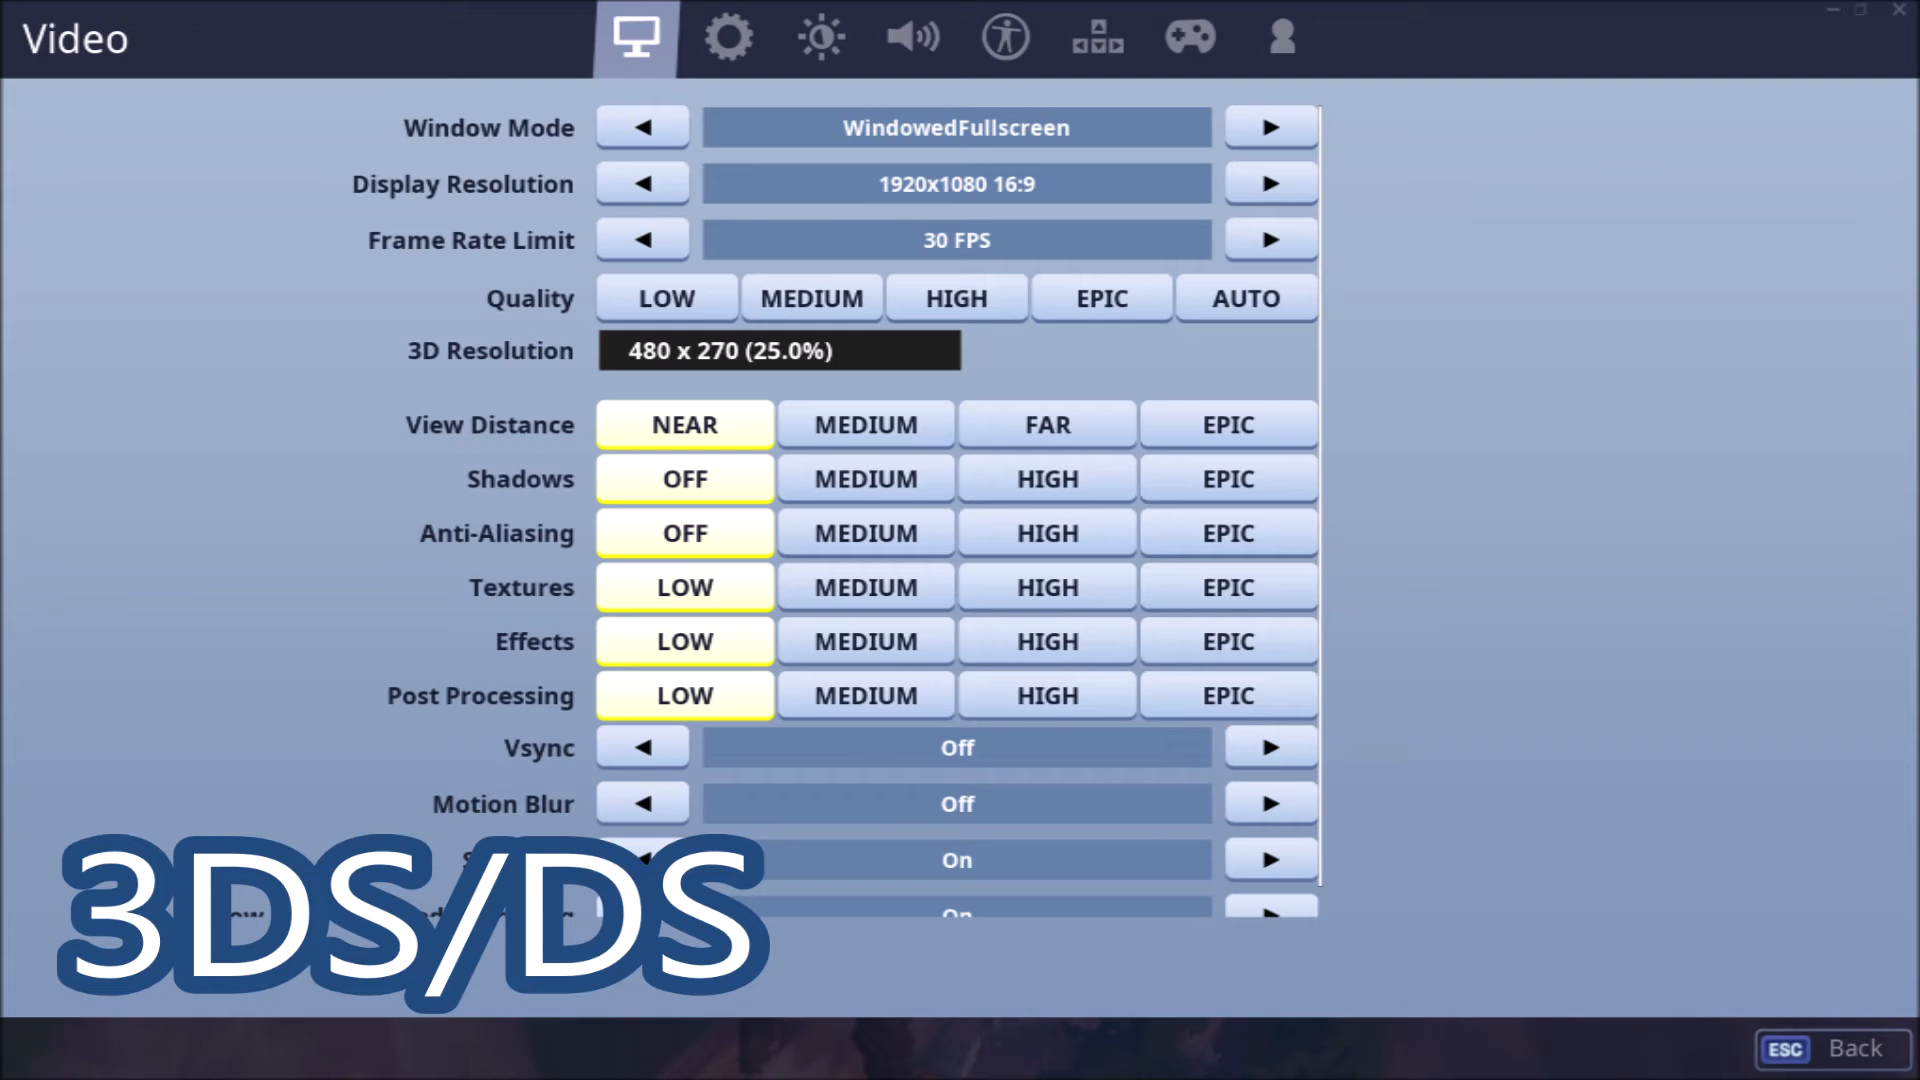 Video
Window Mode ◀ WindowedFullscreen ▶
Display Resolution ◀ 1920x1080 16:9 ▶
Frame Rate Limit ◀ 30 FPS ▶
Quality LOW MEDIUM HIGH EPIC AUTO
3D Resolution 480 x 270 (25.0%)
View Distance NEAR MEDIUM FAR EPIC
Shadows OFF MEDIUM HIGH EPIC
Anti-Aliasing OFF MEDIUM HIGH EPIC
Textures LOW MEDIUM HIGH EPIC
Effects LOW MEDIUM HIGH EPIC
Post Processing LOW MEDIUM HIGH EPIC
Vsync ◀ Off ▶
Motion Blur ◀ Off ▶
On ▶
On ▶
3DS/DS
ESC Back